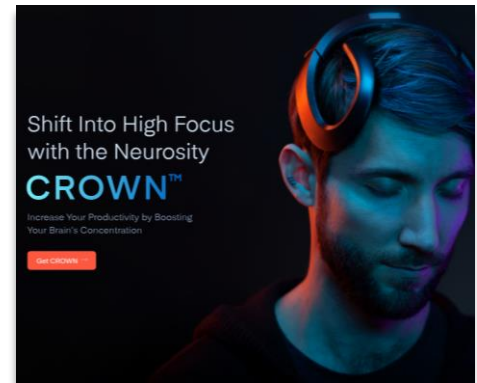 Shift Into High Focus
with the Neurosity
CROWN™
Increase Your Productivity by Boosting
Your Brain's Concentration
Get CROWN